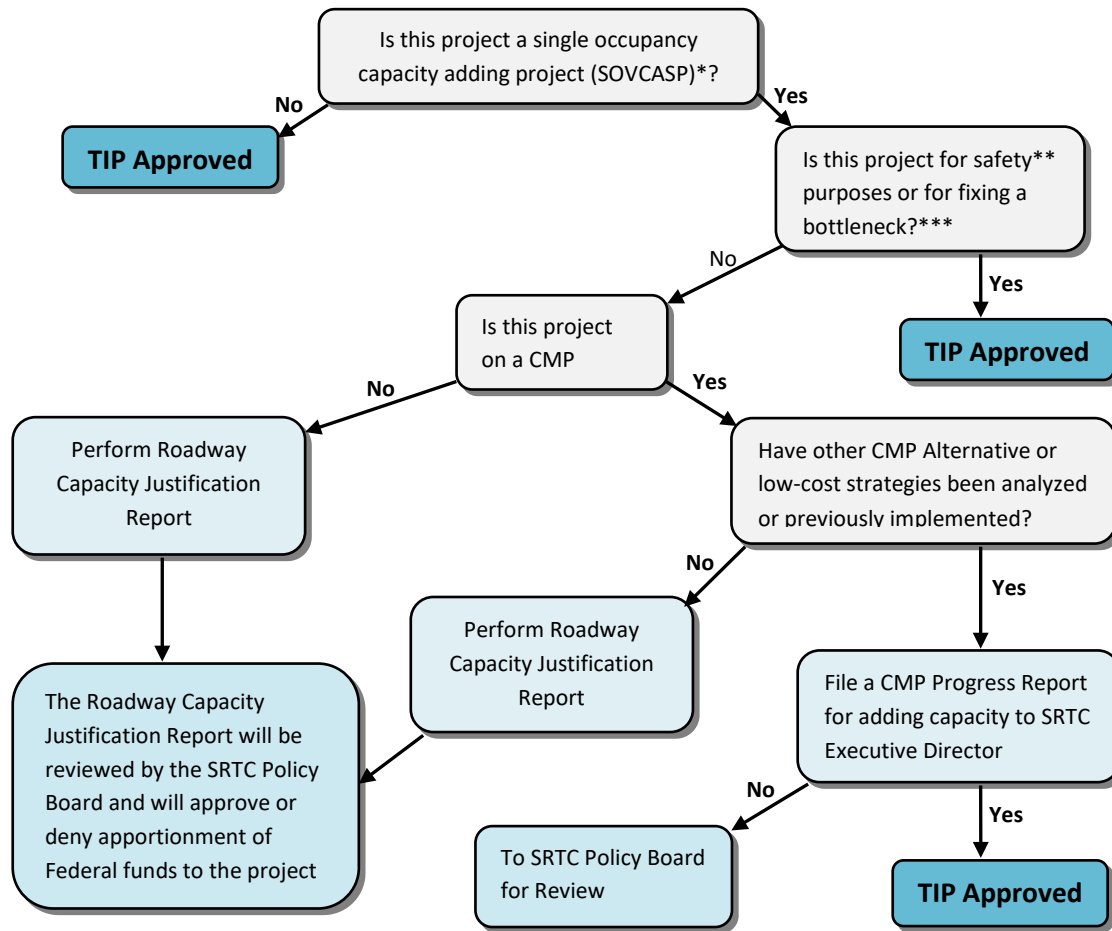 Is this project a single occupancy
capacity adding project (SOVCASP)*?
No
Yes
TIP Approved
Is this project for safety**
purposes or for fixing a
bottleneck?***
No
Yes
TIP Approved
Is this project
on a CMP
No
Yes
Perform Roadway
Capacity Justification
Report
Have other CMP Alternative or
low-cost strategies been analyzed
or previously implemented?
No
Yes
Perform Roadway
Capacity Justification
Report
The Roadway Capacity
Justification Report will be
reviewed by the SRTC Policy
Board and will approve or
deny apportionment of
Federal funds to the project
File a CMP Progress Report
for adding capacity to SRTC
Executive Director
No
Yes
To SRTC Policy Board
for Review
TIP Approved